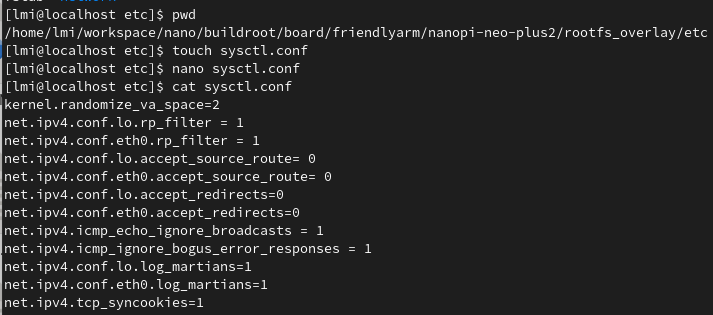 [lmi@localhost etc]$ pwd
/home/lmi/workspace/nano/buildroot/board/friendlyarm/nanopi-neo-plus2/rootfs_overlay/etc
[lmi@localhost etc]$ touch sysctl.conf
[lmi@localhost etc]$ nano sysctl.conf
[lmi@localhost etc]$ cat sysctl.conf
kernel.randomize_va_space=2
net.ipv4.conf.lo.rp_filter = 1
net.ipv4.conf.eth0.rp_filter = 1
net.ipv4.conf.lo.accept_source_route= 0
net.ipv4.conf.eth0.accept_source_route= 0
net.ipv4.conf.lo.accept_redirects=0
net.ipv4.conf.eth0.accept_redirects=0
net.ipv4.icmp_echo_ignore_broadcasts = 1
net.ipv4.icmp_ignore_bogus_error_responses = 1
net.ipv4.conf.lo.log_martians=1
net.ipv4.conf.eth0.log_martians=1
net.ipv4.tcp_syncookies=1